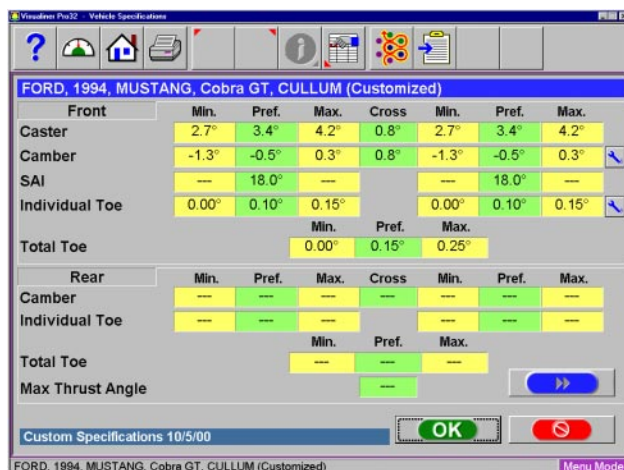 Visualiner Pro32 - Vehicle Specifications
FORD, 1994, MUSTANG, Cobra GT, CULLUM (Customized)
Front Min. Pref. Max. Cross Min. Pref. Max.
Caster 2.7° 3.4° 4.2° 0.8° 2.7° 3.4° 4.2°
Camber -1.3° -0.5° 0.3° 0.8° -1.3° -0.5° 0.3°
SAI --- 18.0° --- --- 18.0° ---
Individual Toe 0.00° 0.10° 0.15° 0.00° 0.10° 0.15°
Min. Pref. Max.
Total Toe 0.00° 0.15° 0.25°
Rear Min. Pref. Max. Cross Min. Pref. Max.
Camber --- --- --- --- --- --- ---
Individual Toe --- --- --- --- --- ---
Min. Pref. Max.
Total Toe --- --- ---
Max Thrust Angle ---
Custom Specifications 10/5/00
OK
FORD, 1994, MUSTANG, Cobra GT, CULLUM (Customized) Menu Mode